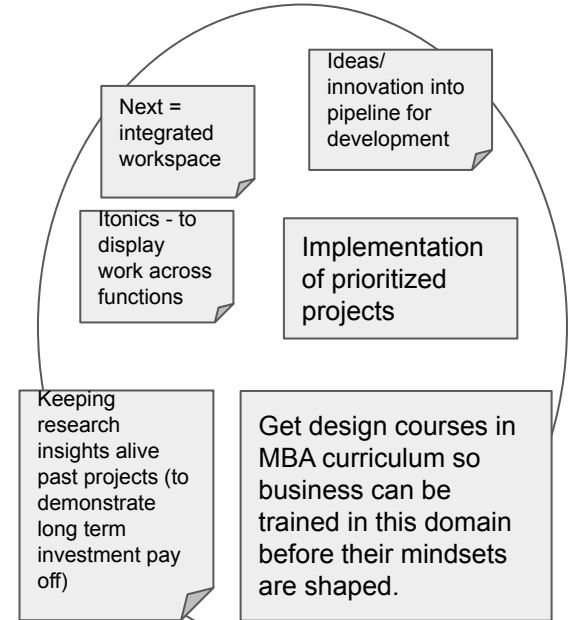 Ideas/
innovation into
pipeline for
development
Next =
integrated
workspace
Itonics - to
display
work across
functions
Implementation
of prioritized
projects
Keeping
research
insights alive
past projects (to
demonstrate
long term
investment pay
off)
Get design courses in
MBA curriculum so
business can be
trained in this domain
before their mindsets
are shaped.